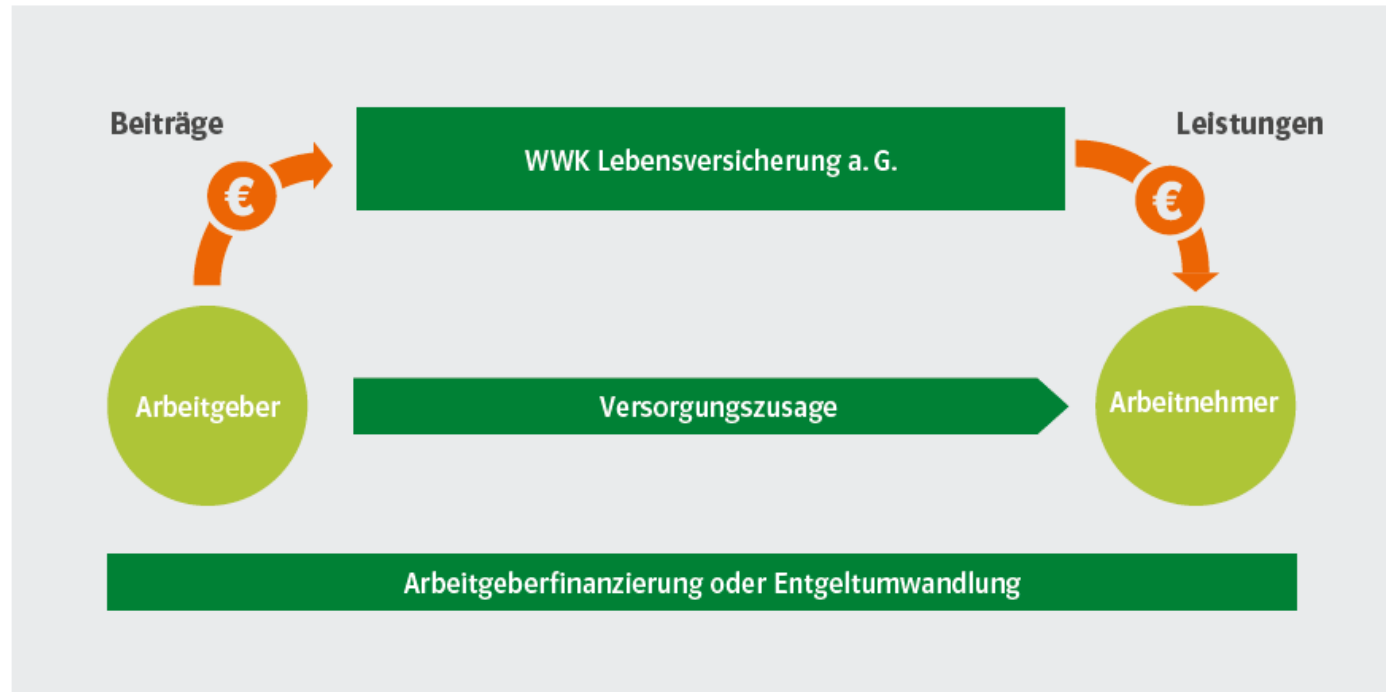 Beiträge
Leistungen
WWK Lebensversicherung a. G.
€
€
Arbeitgeber
Versorgungszusage
Arbeitnehmer
Arbeitgeberfinanzierung oder Entgeltumwandlung